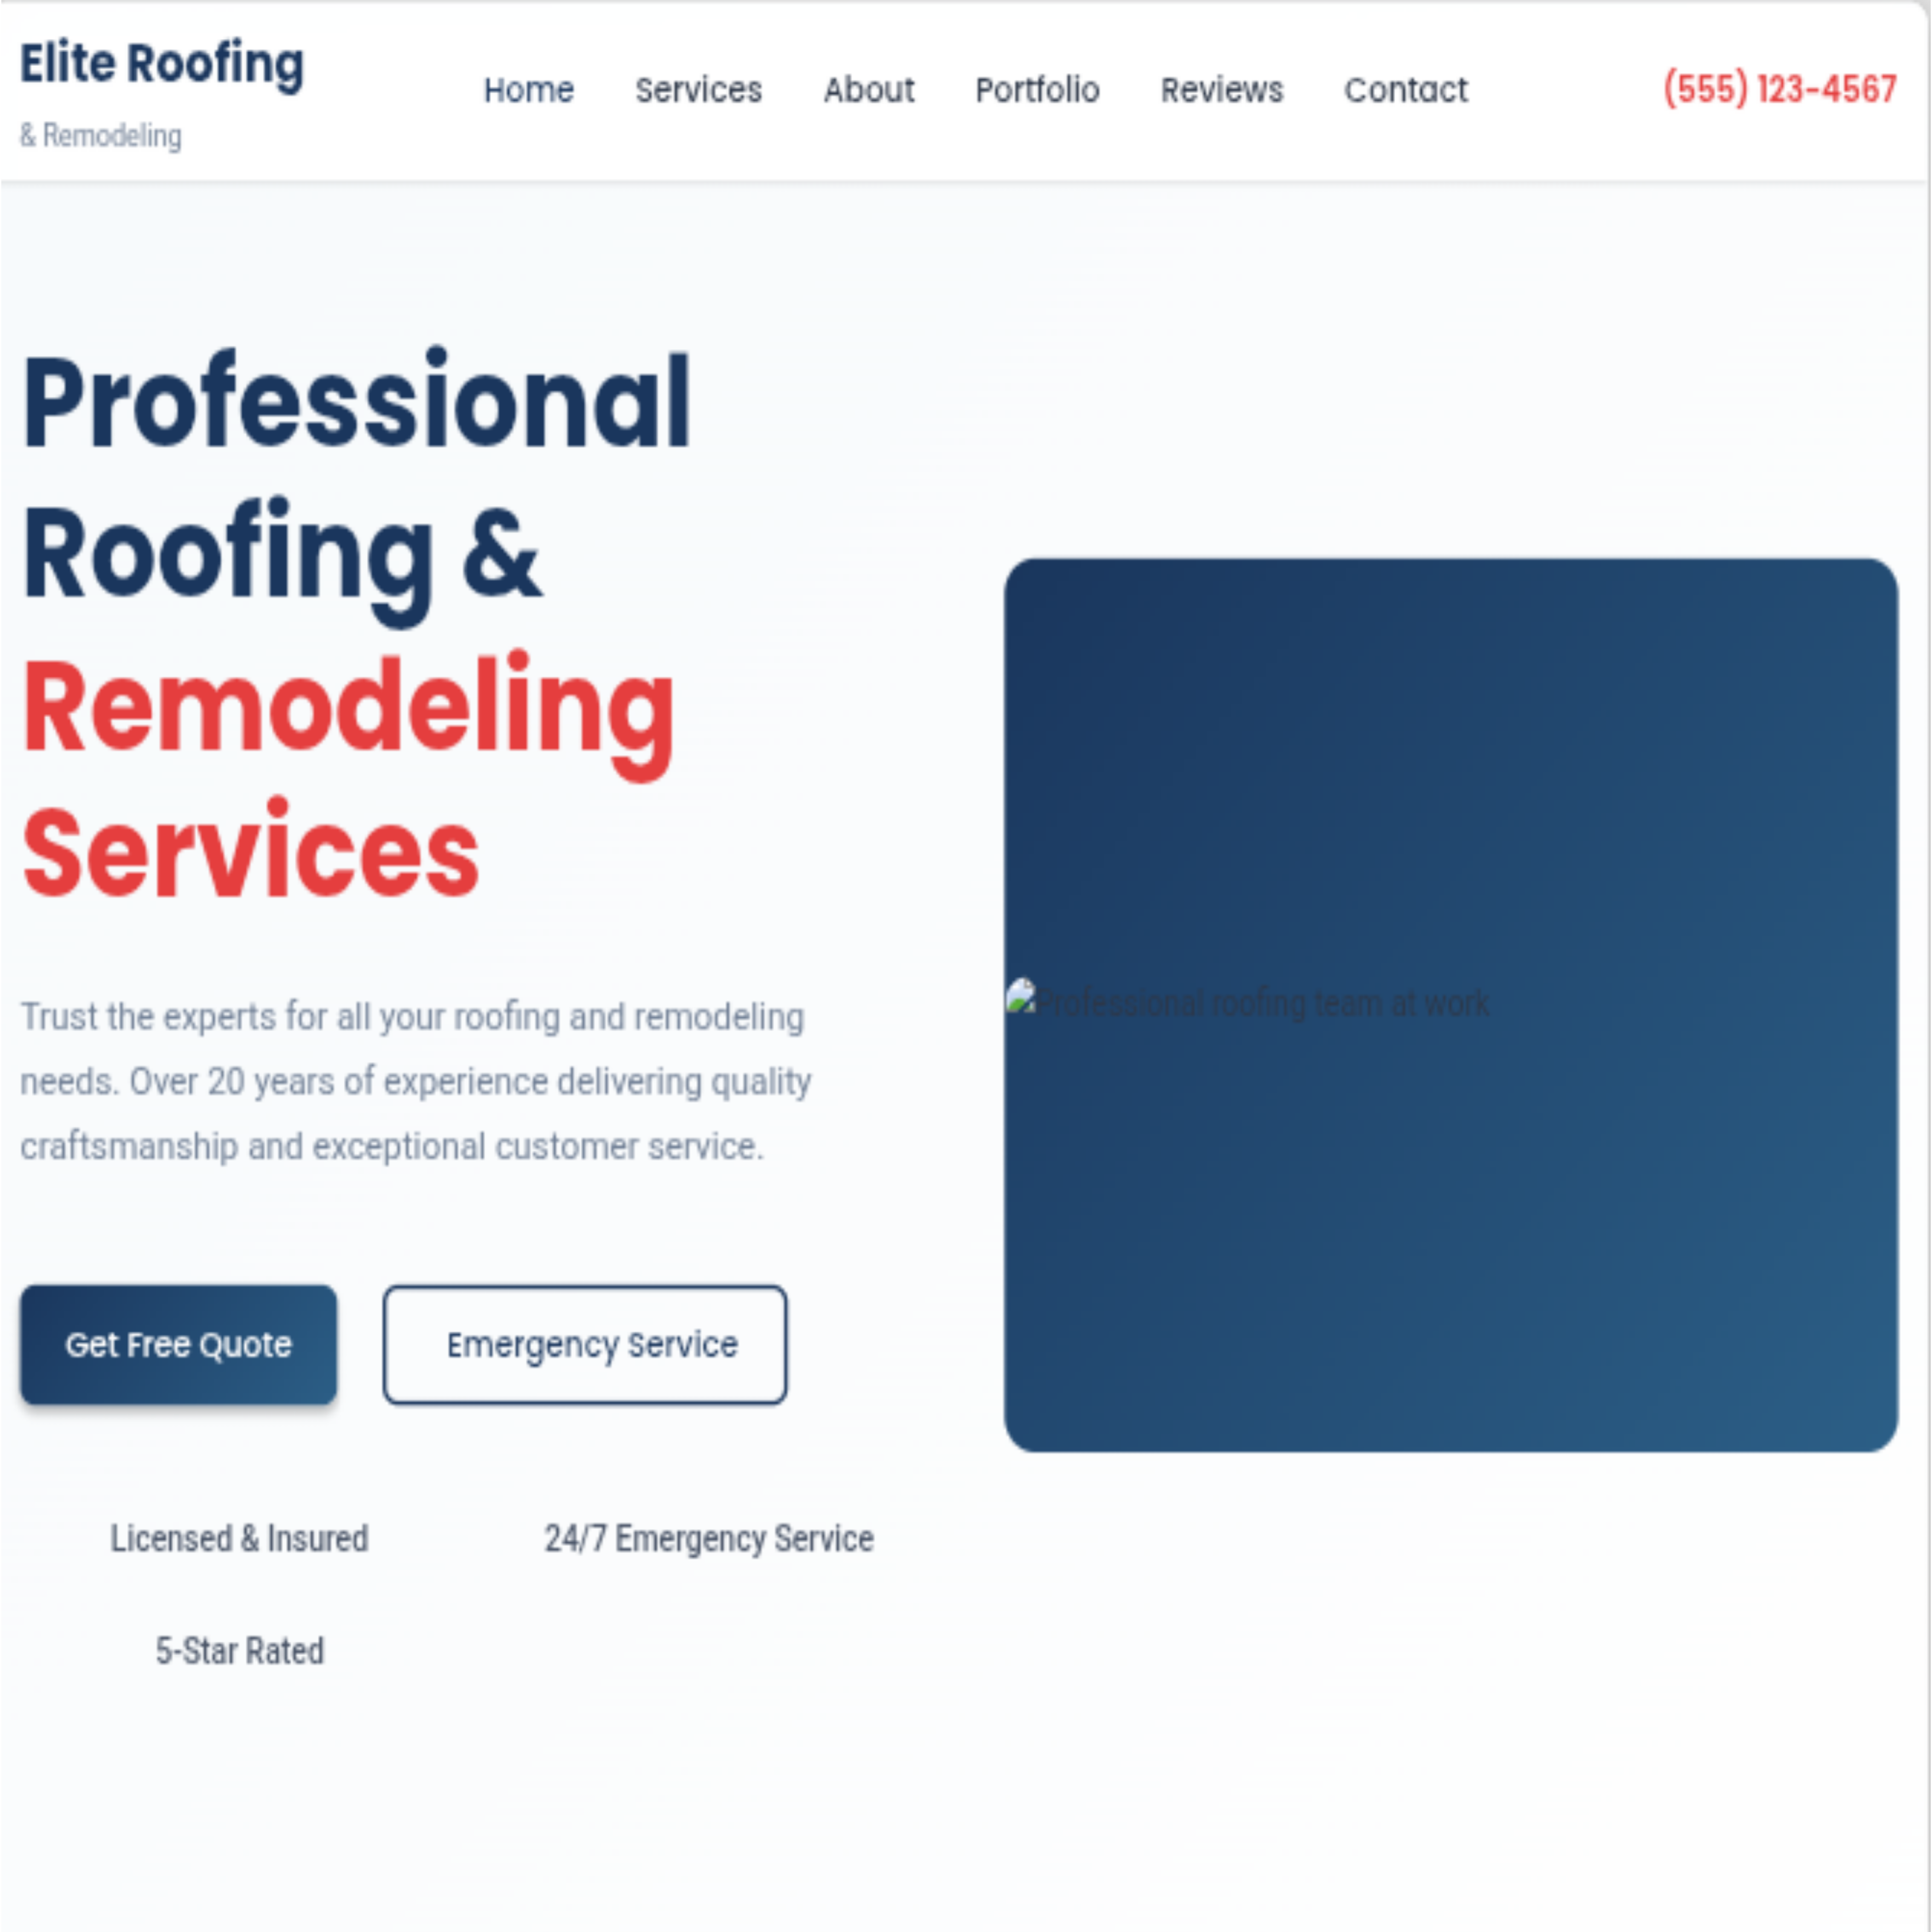 Elite Roofing
& Remodeling
Home Services About Portfolio Reviews Contact
(555) 123-4567
Professional
Roofing &
Remodeling
Services
Trust the experts for all your roofing and remodeling
needs. Over 20 years of experience delivering quality
craftsmanship and exceptional customer service.
Get Free Quote
Emergency Service
Licensed & Insured
24/7 Emergency Service
5-Star Rated
Professional roofing team at work